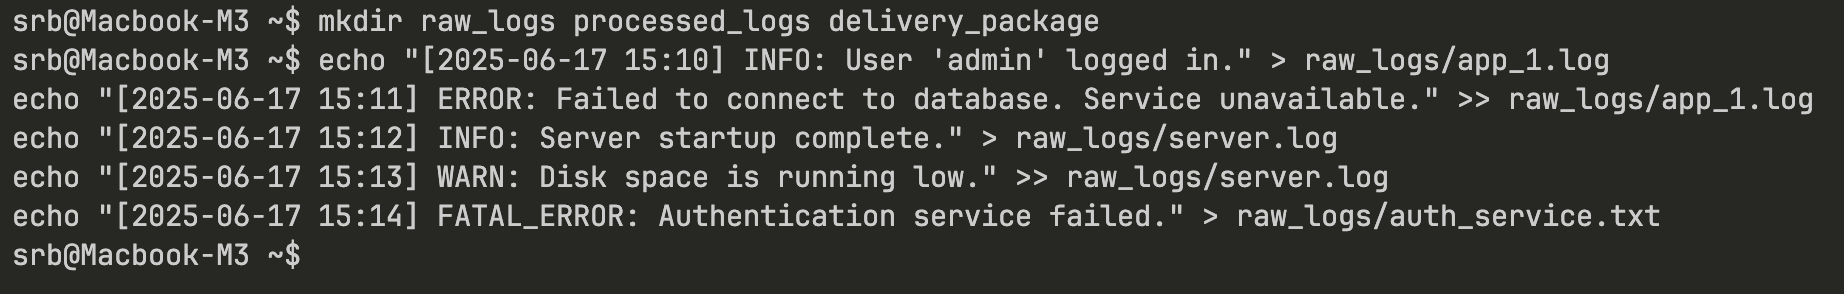 srb@Macbook-M3 ~$ mkdir raw_logs processed_logs delivery_package
srb@Macbook-M3 ~$ echo "[2025-06-17 15:10] INFO: User 'admin' logged in." > raw_logs/app_1.log
echo "[2025-06-17 15:11] ERROR: Failed to connect to database. Service unavailable." >> raw_logs/app_1.log
echo "[2025-06-17 15:12] INFO: Server startup complete." > raw_logs/server.log
echo "[2025-06-17 15:13] WARN: Disk space is running low." >> raw_logs/server.log
echo "[2025-06-17 15:14] FATAL_ERROR: Authentication service failed." > raw_logs/auth_service.txt
srb@Macbook-M3 ~$